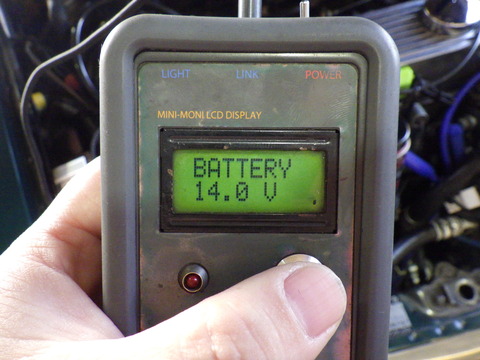 LIGHT LINK POWER
MINI-MONI LCD DISPLAY
BATTERY
14.0 V